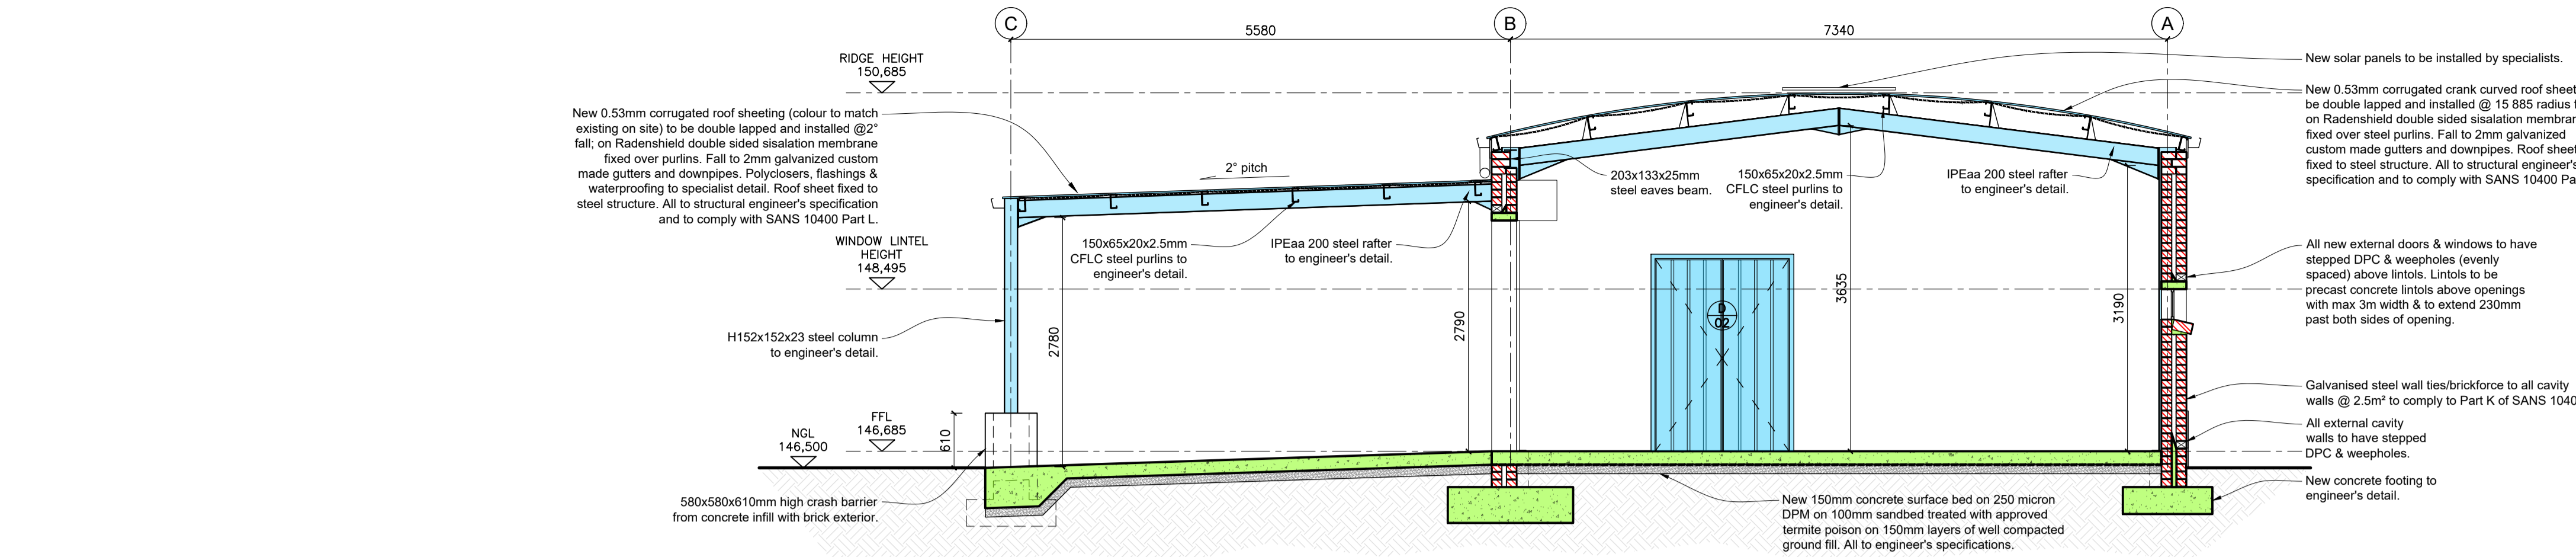 C
B
A
5580
7340
RIDGE HEIGHT
150,685
New 0.53mm corrugated roof sheeting (colour to match
existing on site) to be double lapped and installed @2°
fall; on Radenshield double sided sisalation membrane
fixed over purlins. Fall to 2mm galvanized custom
made gutters and downpipes. Polyclosers, flashings &
waterproofing to specialist detail. Roof sheet fixed to
steel structure. All to structural engineer's specification
and to comply with SANS 10400 Part L.
2° pitch
WINDOW LINTEL
HEIGHT
148,495
150x65x20x2.5mm
CFLC steel purlins to
engineer's detail.
IPEaa 200 steel rafter
to engineer's detail.
203x133x25mm
steel eaves beam.
150x65x20x2.5mm
CFLC steel purlins to
engineer's detail.
IPEaa 200 steel rafter
to engineer's detail.
New solar panels to be installed by specialists.
New 0.53mm corrugated crank curved roof sheet
be double lapped and installed @ 15 885 radius
on Radenshield double sided sisalation
fixed over steel purlins. Fall to 2mm galvanized
custom made gutters and downpipes. Roof sheet
fixed to steel structure. All to structural engineer's
specification and to comply with SANS 10400
All new external doors & windows to have
stepped DPC & weepholes (evenly
spaced) above lintols. Lintols to be
precast concrete lintols above openings
with max 3m width & to extend 230mm
past both sides of opening.
H152x152x23 steel column
to engineer's detail.
2780
2790
D
02
3635
3190
Galvanised steel wall ties/brickforce to all cavity
walls @ 2.5m² to comply to Part K of SANS
All external cavity
walls to have stepped
DPC & weepholes.
610
FFL
146,685
NGL
146,500
580x580x610mm high crash barrier
from concrete infill with brick exterior.
New 150mm concrete surface bed on 250 micron
DPM on 100mm sandbed treated with approved
termite poison on 150mm layers of well compacted
ground fill. All to engineer's specifications.
New concrete footing to
engineer's detail.